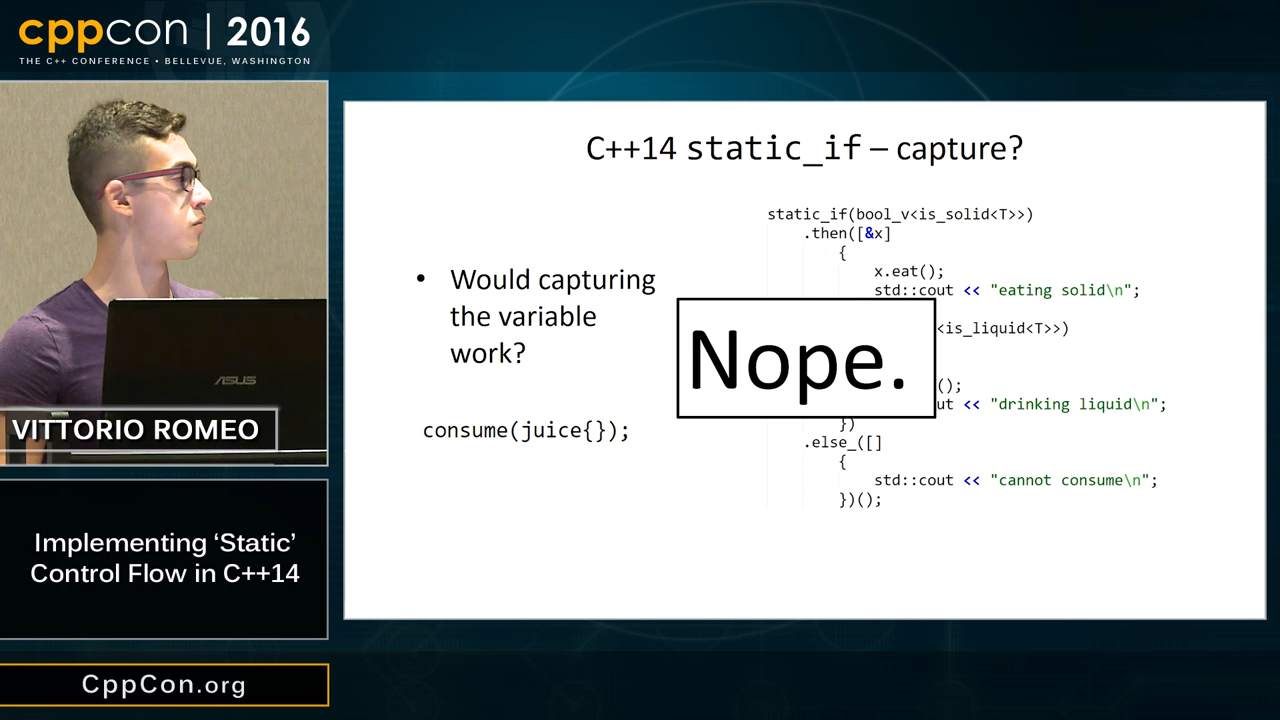 cppcon | 2016
THE C++ CONFERENCE • BELLEVUE, WASHINGTON
ASUS
VITTORIO ROMEO
Implementing ‘Static’
Control Flow in C++14
CppCon.org
C++14 static_if – capture?
• Would capturing
the variable
work?
consume(juice{});
static_if(bool_v<is_solid<T>>)
.then([&x]
{
x.eat();
std::cout << "eating solid\n";
<is_liquid<T>>)
Nope.
();
ut << "drinking liquid\n";
})
.else_([]
{
std::cout << "cannot consume\n";
})();